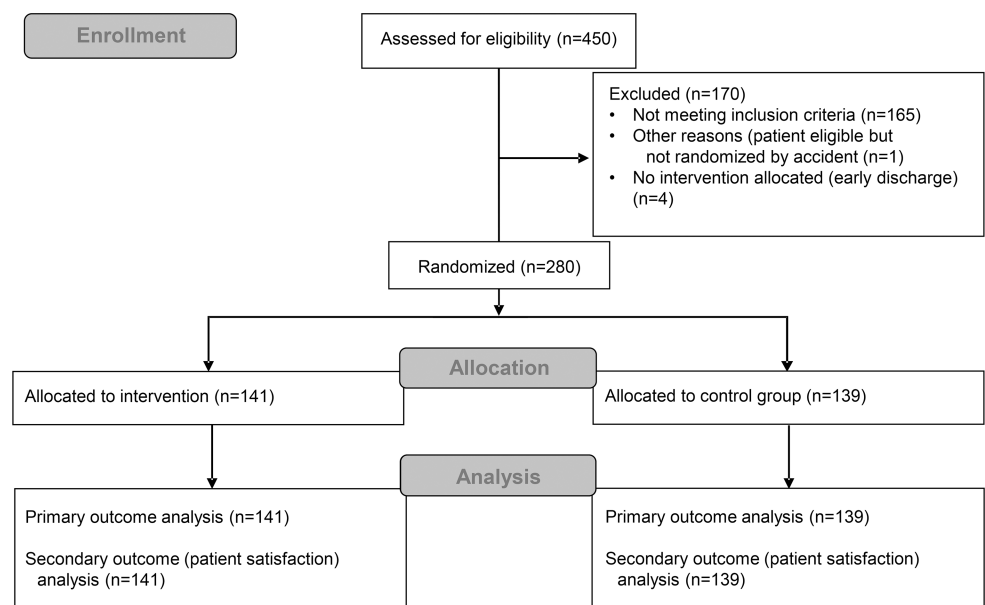 Enrollment
Assessed for eligibility (n=450)
Excluded (n=170)
• Not meeting inclusion criteria (n=165)
• Other reasons (patient eligible but
not randomized by accident (n=1)
• No intervention allocated (early discharge)
(n=4)
Randomized (n=280)
Allocation
Allocated to intervention (n=141)
Allocated to control group (n=139)
Analysis
Primary outcome analysis (n=141)
Secondary outcome (patient satisfaction)
analysis (n=141)
Primary outcome analysis (n=139)
Secondary outcome (patient satisfaction)
analysis (n=139)